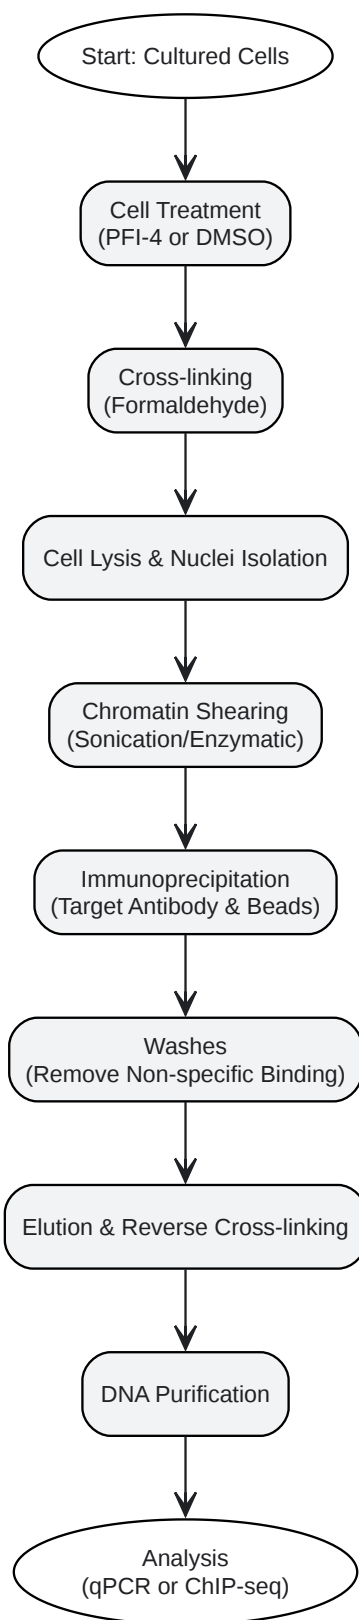 Start: Cultured Cells
Cell Treatment
(PFI-4 or DMSO)
Cross-linking
(Formaldehyde)
Cell Lysis & Nuclei Isolation
Chromatin Shearing
(Sonication/Enzymatic)
Immunoprecipitation
(Target Antibody & Beads)
Washes
(Remove Non-specific Binding)
Elution & Reverse Cross-linking
DNA Purification
Analysis
(qPCR or ChIP-seq)